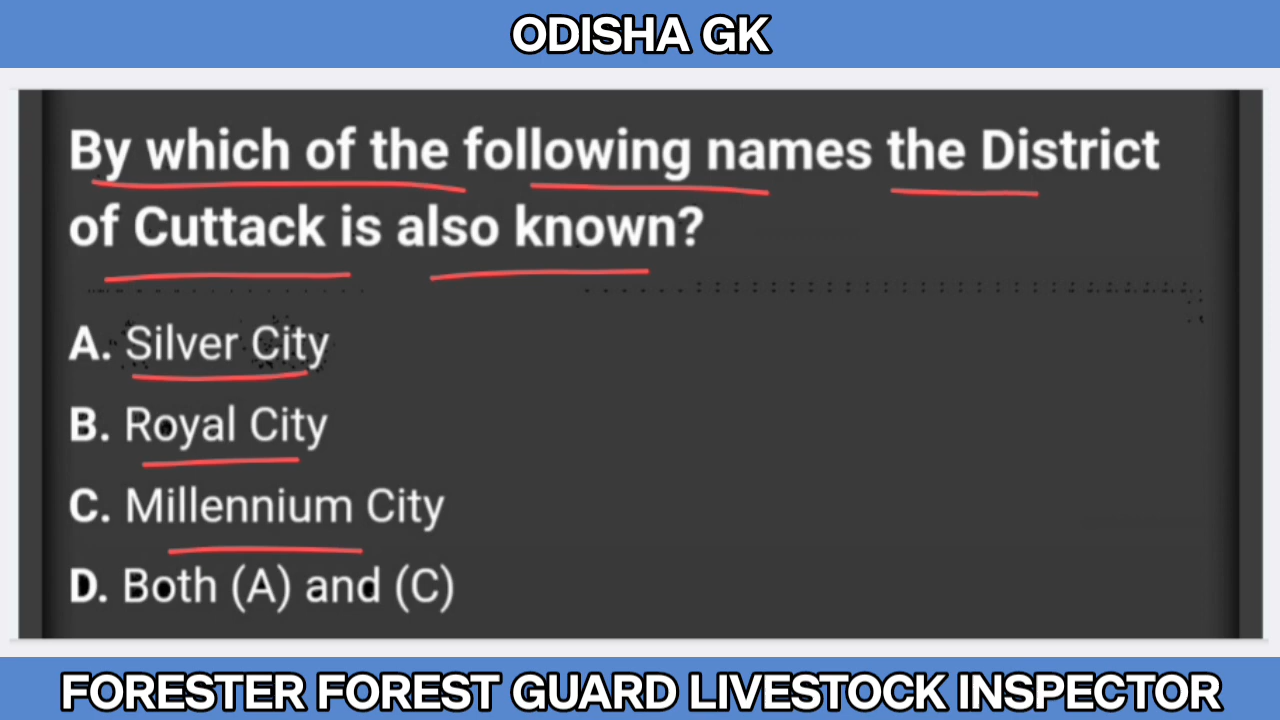 ODISHA GK
By which of the following names the District
of Cuttack is also known?
A. Silver City
B. Royal City
C. Millennium City
D. Both (A) and (C)
FORESTER FOREST GUARD LIVESTOCK INSPECTOR